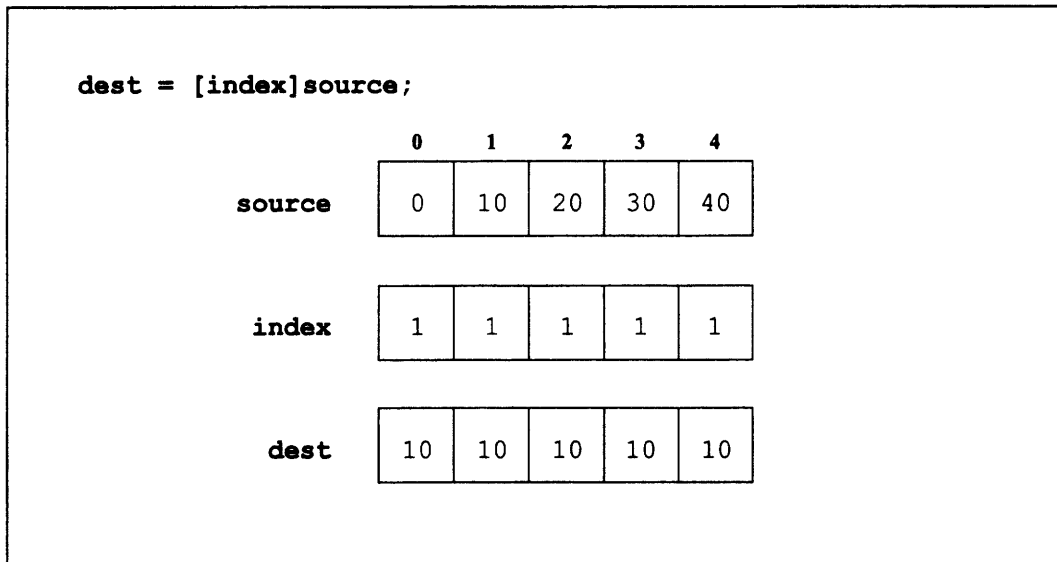 dest = [index]source;
0 1 2 3 4
source 0 10 20 30 40
index 1 1 1 1 1
dest 10 10 10 10 10